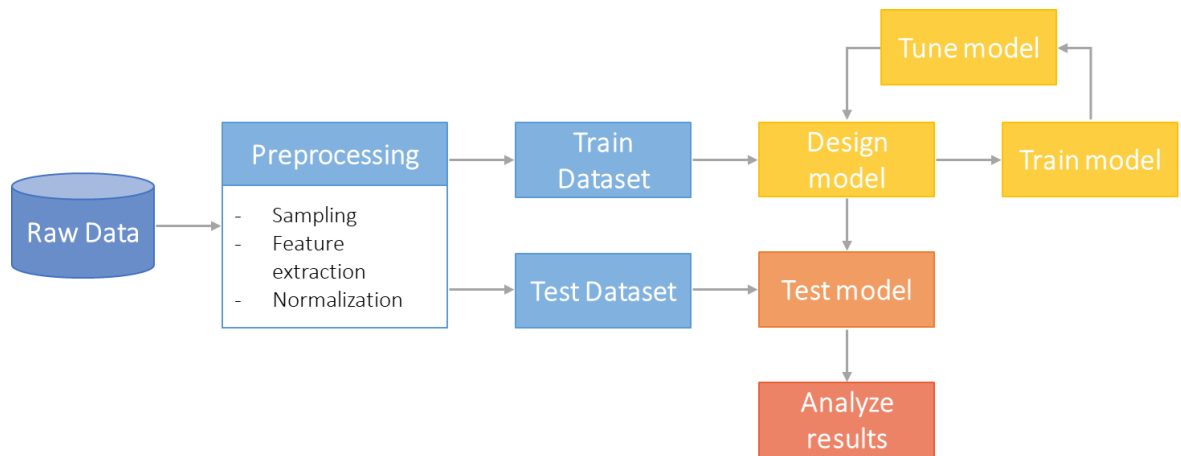 Raw Data
Preprocessing
- Sampling
- Feature
extraction
- Normalization
Train
Dataset
Test Dataset
Tune model
Design
model
Train model
Test model
Analyze
results